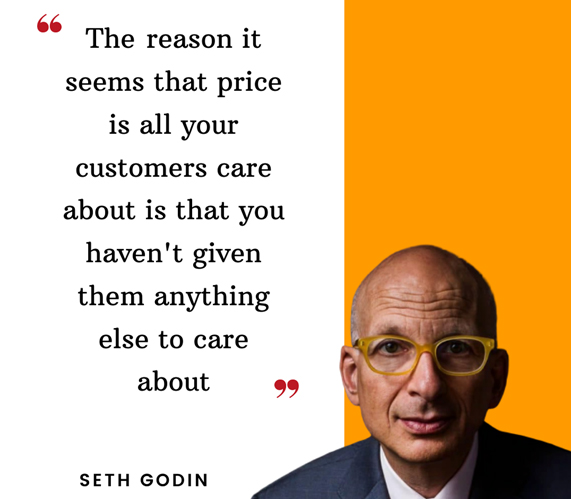 “ The reason it
seems that price
is all your
customers care
about is that you
haven't given
them anything
else to care
about ”
SETH GODIN